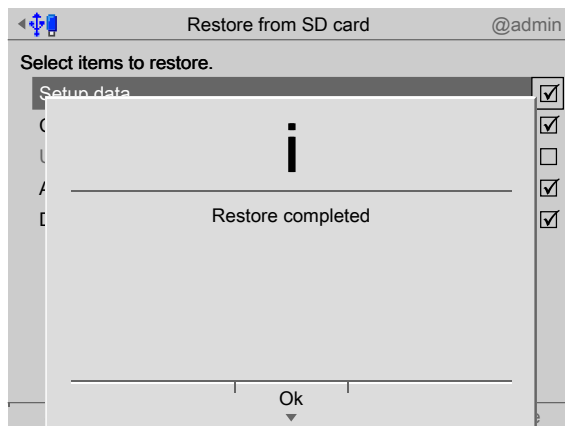 Restore from SD card @admin
Select items to restore.
Setup data
i
Restore completed
Ok